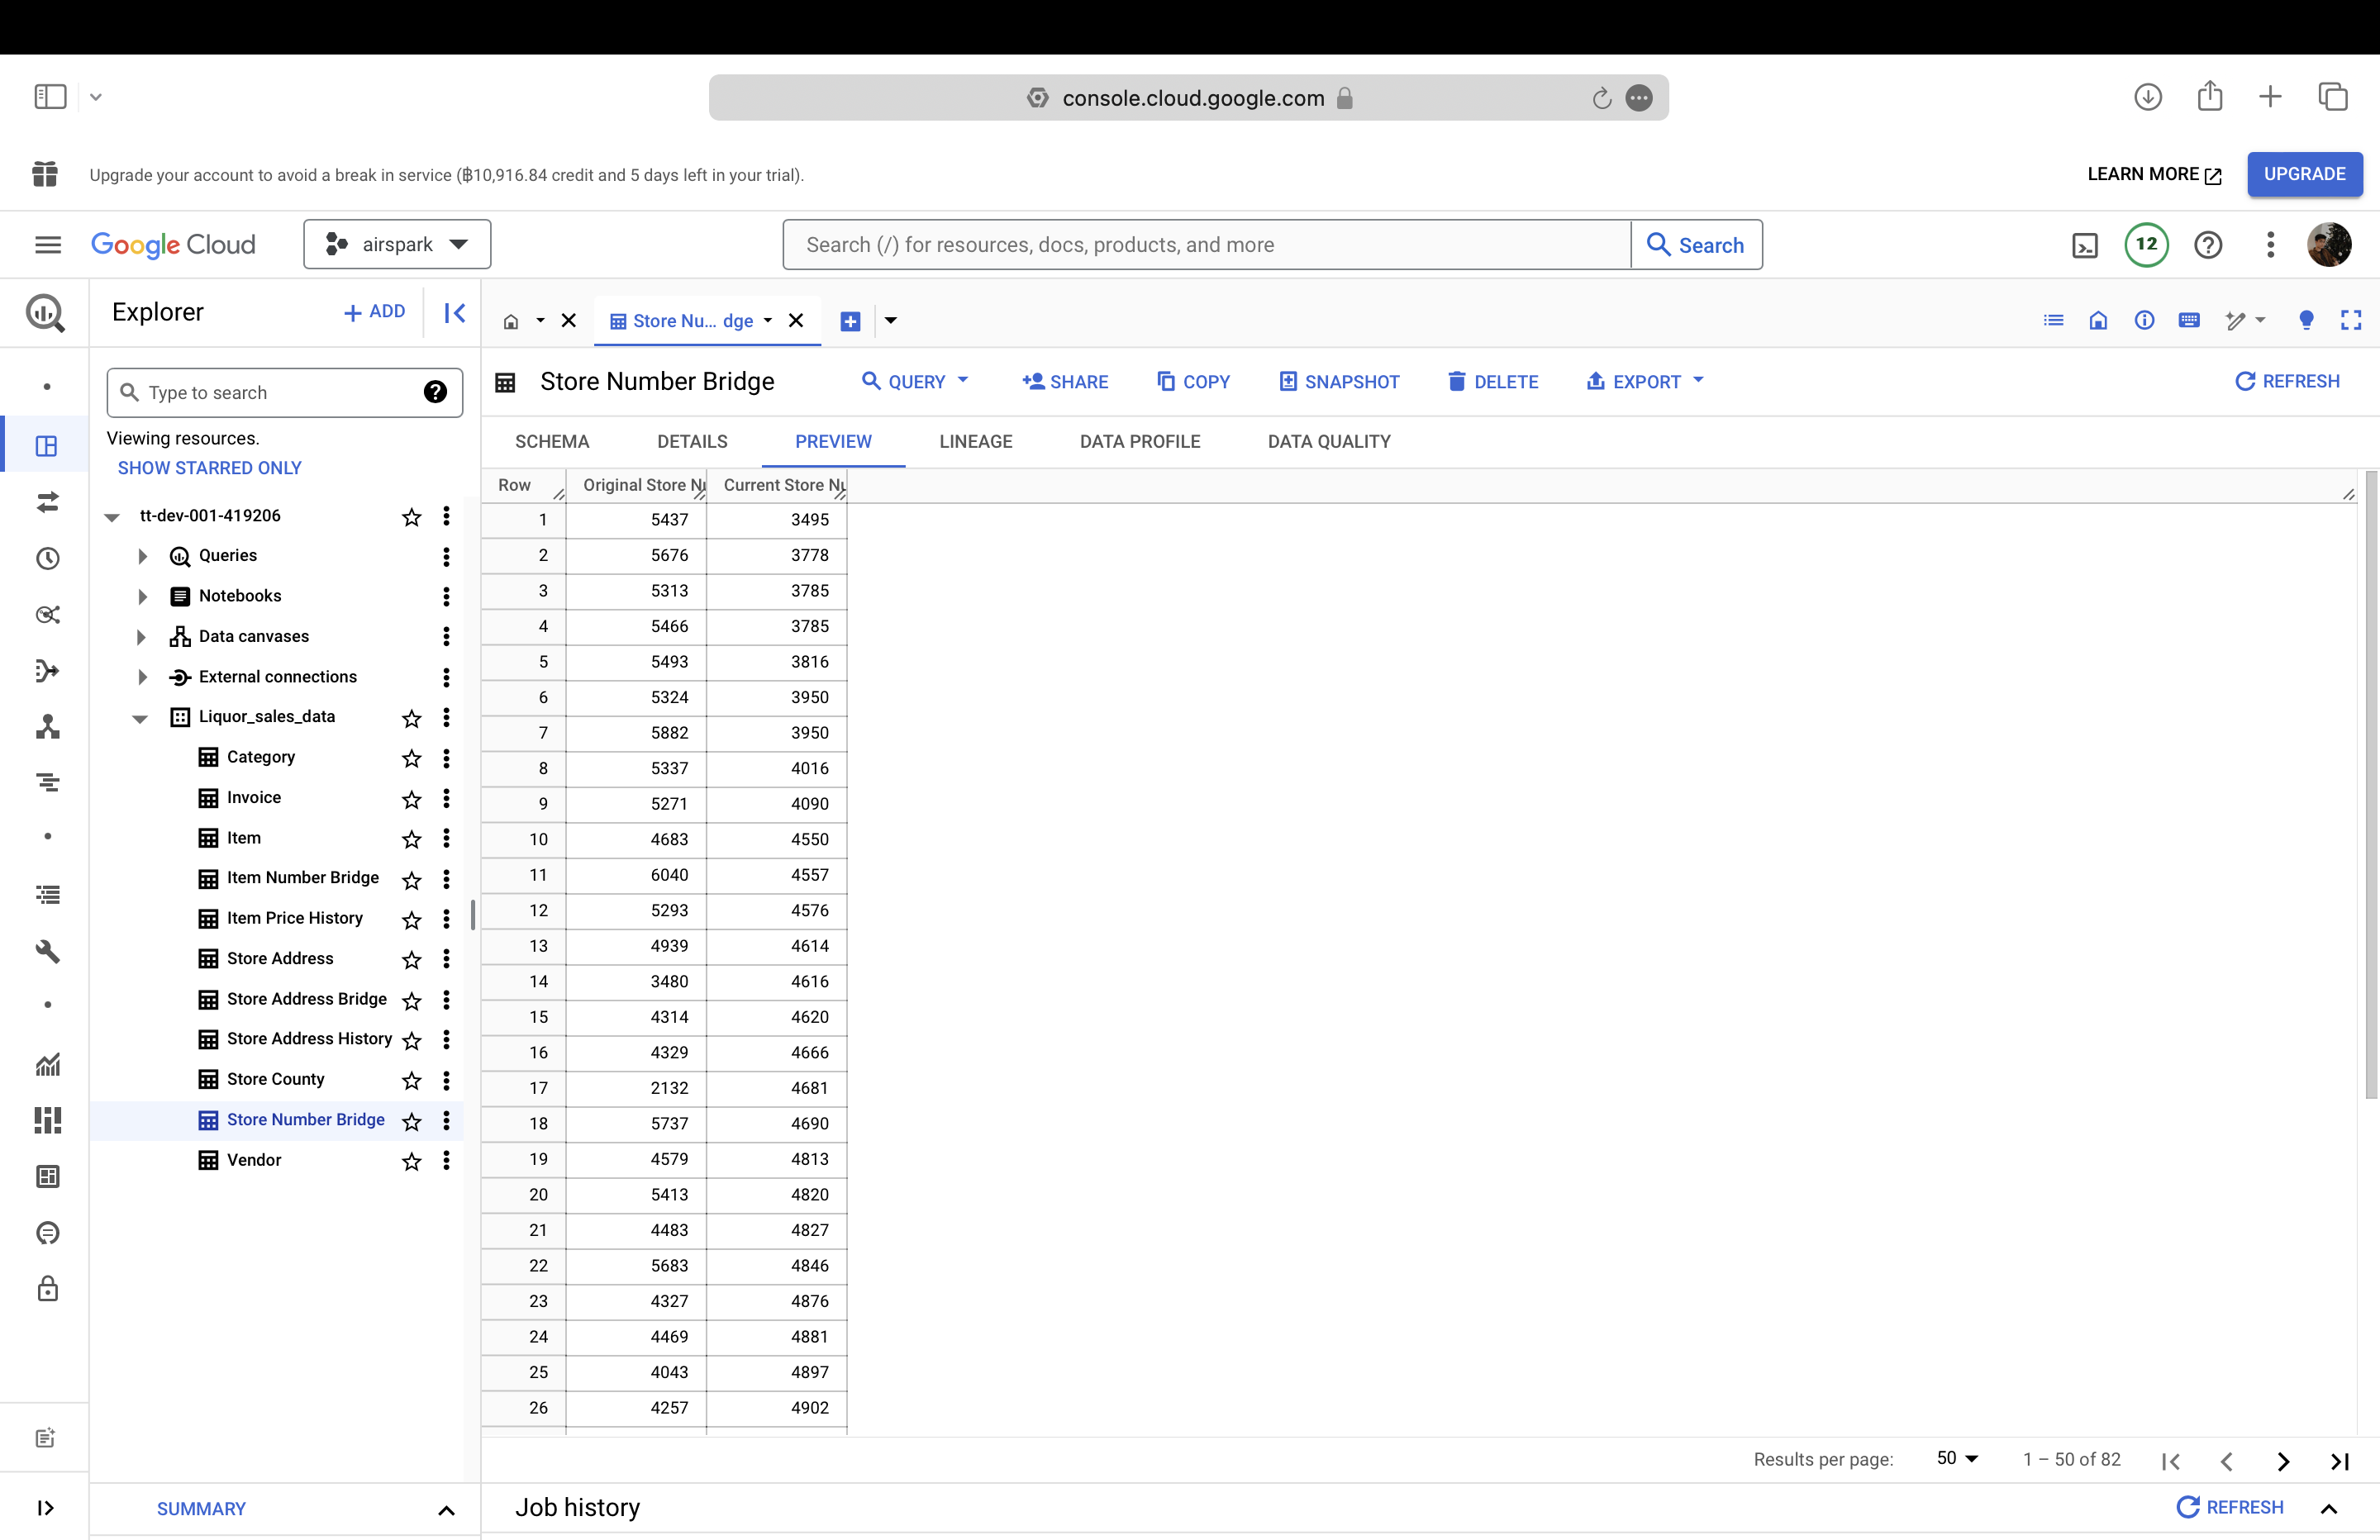 console.cloud.google.com
Upgrade your account to avoid a break in service (฿10,916.84 credit and 5 days left in your trial).
LEARN MORE
UPGRADE
Google Cloud
airspark
Search (/) for resources, docs, products, and more
Search
12
Explorer
+ ADD
Store Nu... dge
Type to search
Viewing resources.
SHOW STARRED ONLY
tt-dev-001-419206
Queries
Notebooks
Data canvases
External connections
Liquor_sales_data
Category
Invoice
Item
Item Number Bridge
Item Price History
Store Address
Store Address Bridge
Store Address History
Store County
Store Number Bridge
Vendor
SUMMARY
Store Number Bridge
QUERY
SHARE
COPY
SNAPSHOT
DELETE
EXPORT
REFRESH
SCHEMA DETAILS PREVIEW LINEAGE DATA PROFILE DATA QUALITY
Row Original Store Nu Current Store Nu
1 5437 3495
2 5676 3778
3 5313 3785
4 5466 3785
5 5493 3816
6 5324 3950
7 5882 3950
8 5337 4016
9 5271 4090
10 4683 4550
11 6040 4557
12 5293 4576
13 4939 4614
14 3480 4616
15 4314 4620
16 4329 4666
17 2132 4681
18 5737 4690
19 4579 4813
20 5413 4820
21 4483 4827
22 5683 4846
23 4327 4876
24 4469 4881
25 4043 4897
26 4257 4902
Results per page: 50 1 – 50 of 82
Job history
REFRESH